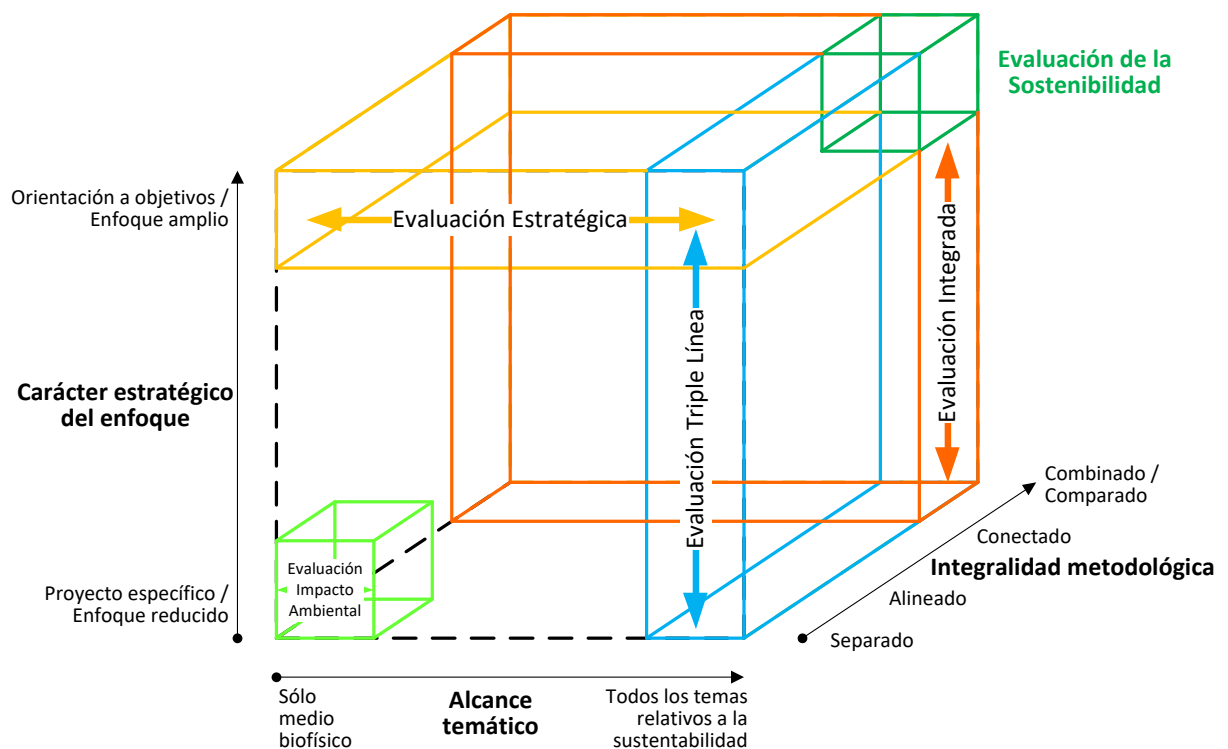 Evaluación de la
Sostenibilidad
Orientación a objetivos /
Enfoque amplio
Evaluación Estratégica
Evaluación Integrada
Evaluación Triple Línea
Carácter estratégico
del enfoque
Combinado /
Comparado
Conectado
Integralidad metodológica
Evaluación
Impacto
Ambiental
Proyecto específico /
Enfoque reducido
Alineado
Separado
Sólo
medio
biofísico
Alcance
temático
Todos los temas
relativos a la
sustentabilidad